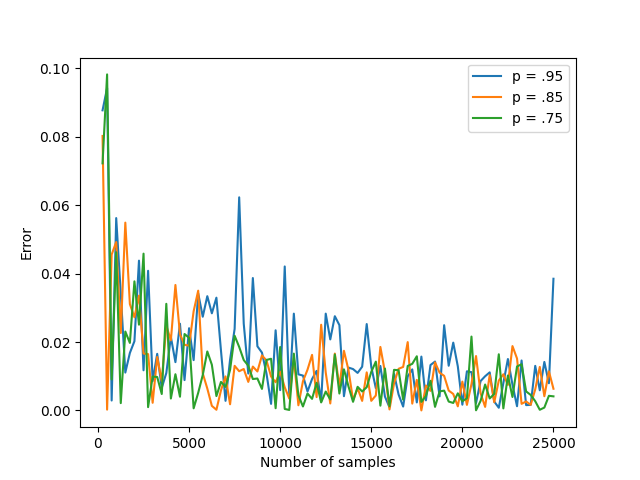 0.10
0.08
0.06
0.04
0.02
0.00
Error
0
5000
10000
15000
20000
25000
Number of samples
p = .95
p = .85
p = .75